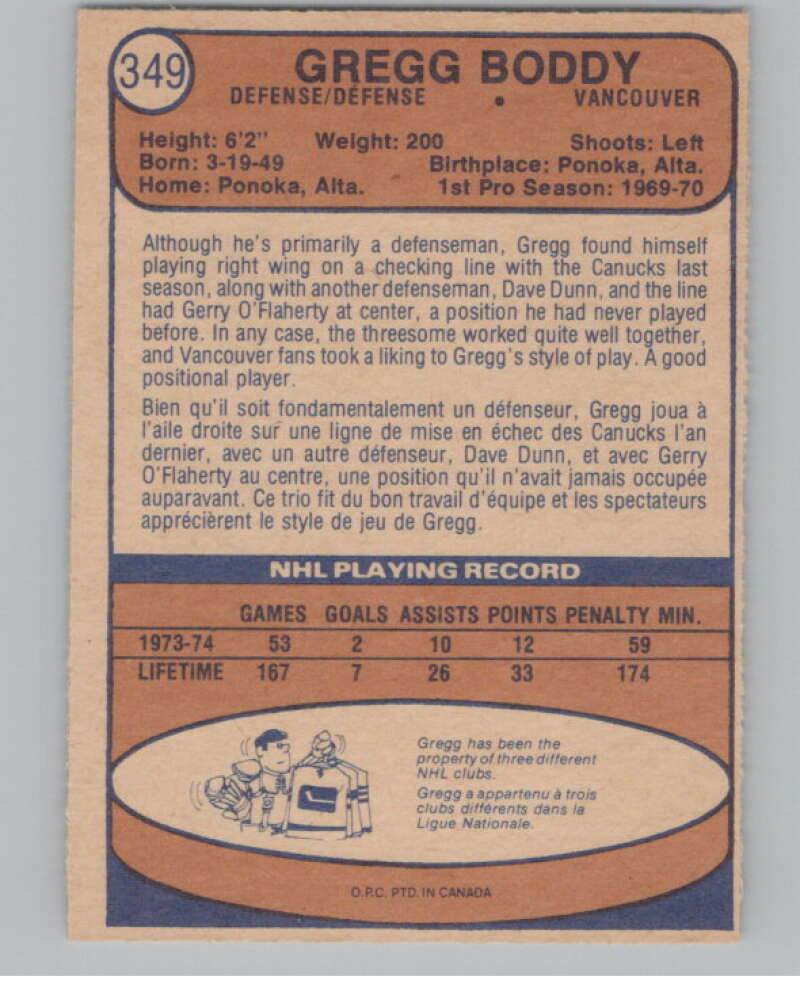 349
GREGG BODDY
DEFENSE/DÉFENSE • VANCOUVER
Height: 6'2" Weight: 200 Shoots: Left
Born: 3-19-49 Birthplace: Ponoka, Alta.
Home: Ponoka, Alta. 1st Pro Season: 1969-70
Although he's primarily a defenseman, Gregg found himself
playing right wing on a checking line with the Canucks last
season, along with another defenseman, Dave Dunn, and the line
had Gerry O'Flaherty at center, a position he had never played
before. In any case, the threesome worked quite well together,
and Vancouver fans took a liking to Gregg's style of play. A good
positional player.
Bien qu'il soit fondamentalement un défenseur, Gregg joua à
l'aile droite sur une ligne de mise en échec des Canucks l'an
dernier, avec un autre défenseur, Dave Dunn, et avec Gerry
O'Flaherty au centre, une position qu'il n'avait jamais occupée
auparavant. Ce trio fit du bon travail d'équipe et les spectateurs
apprécièrent le style de jeu de Gregg.
NHL PLAYING RECORD
GAMES GOALS ASSISTS POINTS PENALTY MIN.
1973-74 53 2 10 12 59
LIFETIME 167 7 26 33 174
Gregg has been the
property of three different
NHL clubs.
Gregg a appartenu à trois
clubs différents dans la
Ligue Nationale.
O.P.C. PTD. IN CANADA